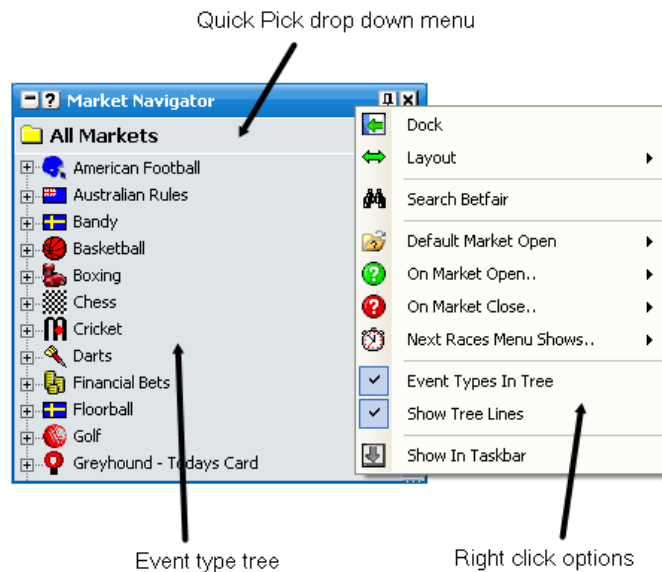 Quick Pick drop down menu
Market Navigator
All Markets
American Football
Australian Rules
Bandy
Basketball
Boxing
Chess
Cricket
Darts
Financial Bets
Floorball
Golf
Greyhound - Todays Card
Dock
Layout
Search Betfair
Default Market Open
On Market Open..
On Market Close..
Next Races Menu Shows..
Event Types In Tree
Show Tree Lines
Show In Taskbar
Event type tree
Right click options